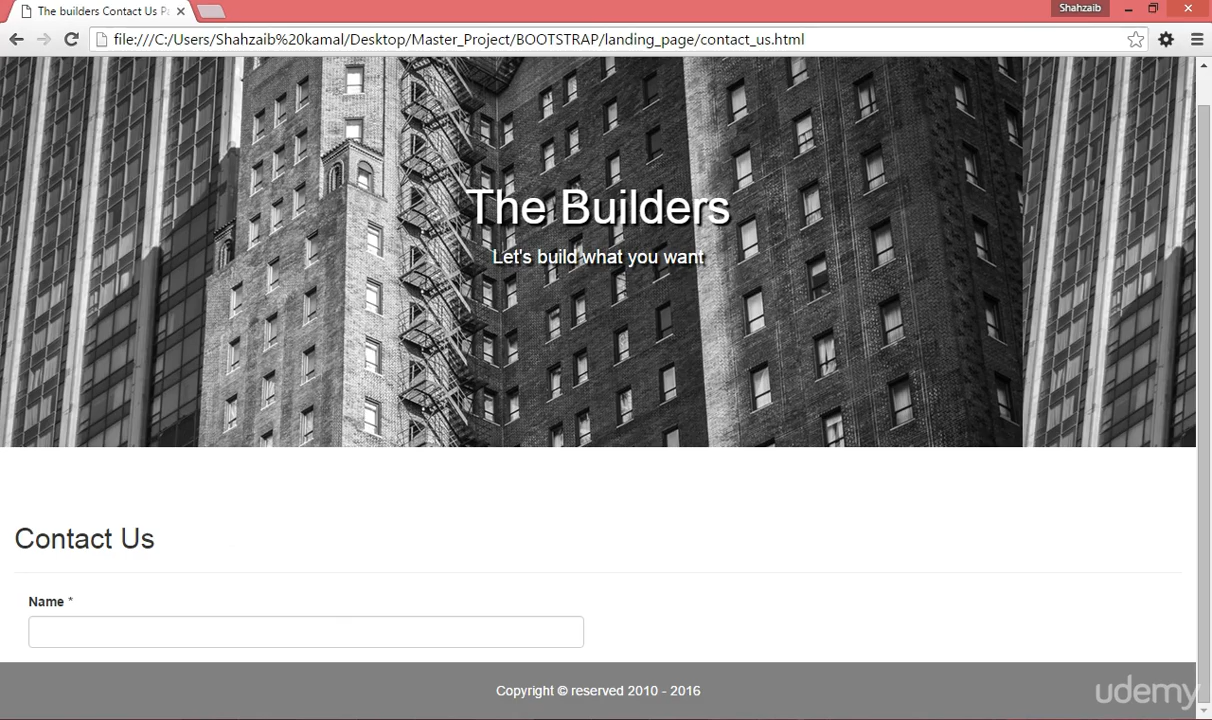 The builders Contact Us Pa
Shahzaib
file:///C:/Users/Shahzaib%20kamal/Desktop/Master_Project/BOOTSTRAP/landing_page/contact_us.html
The Builders
Let's build what you want
Contact Us
Name *
Copyright © reserved 2010 - 2016
udemy